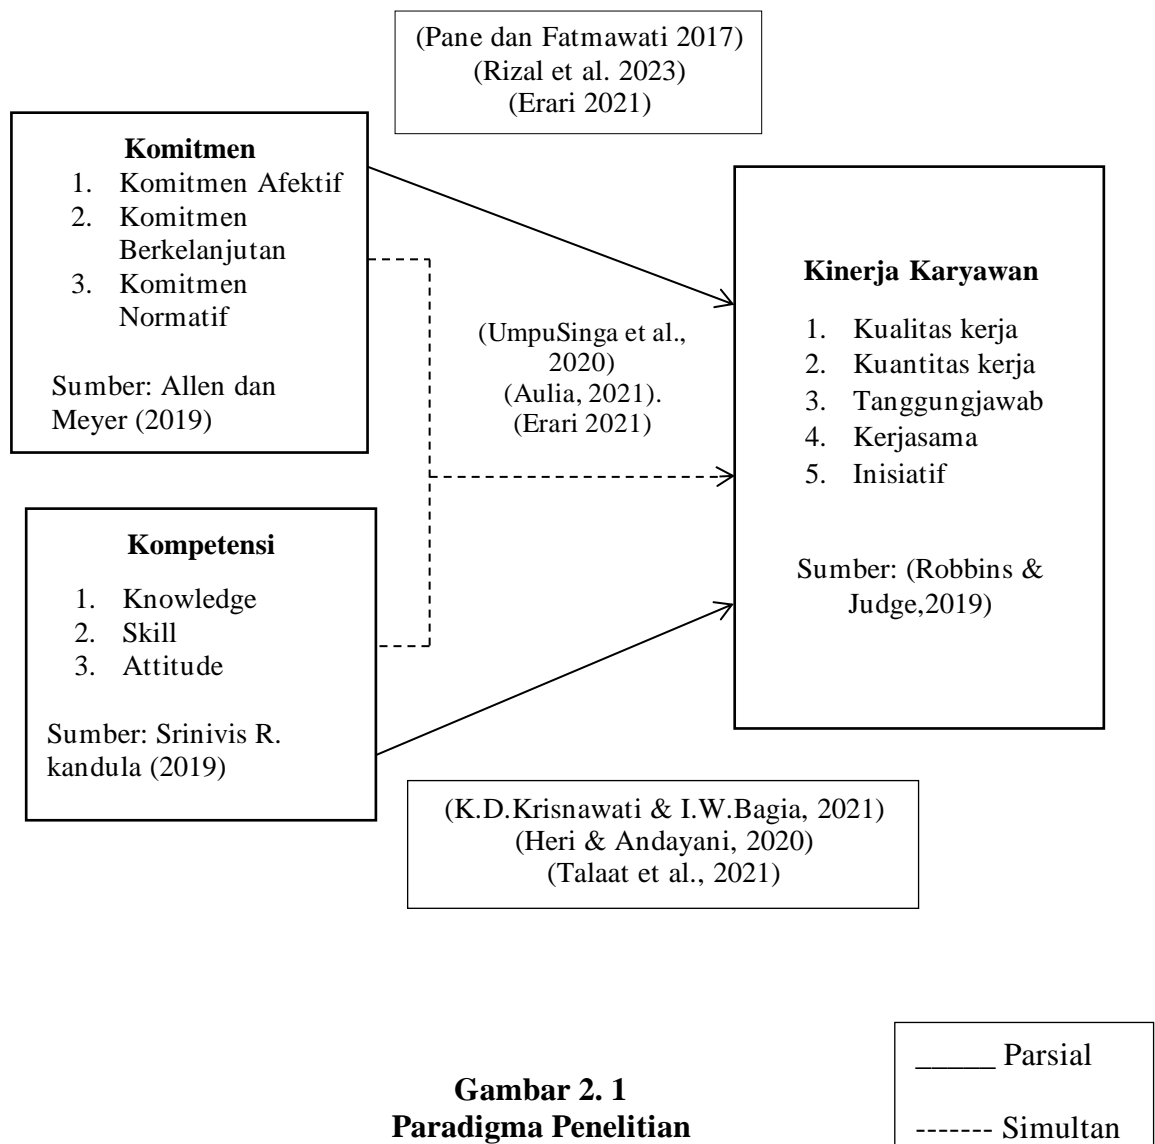 (Pane dan Fatmawati 2017)
(Rizal et al. 2023)
(Erari 2021)
Komitmen
1. Komitmen Afektif
2. Komitmen
Berkelanjutan
3. Komitmen
Normatif
Sumber: Allen dan
Meyer (2019)
(UmpuSinga et al.,
2020)
(Aulia, 2021).
(Erari 2021)
Kinerja Karyawan
1. Kualitas kerja
2. Kuantitas kerja
3. Tanggungjawab
4. Kerjasama
5. Inisiatif
Sumber: (Robbins &
Judge,2019)
Kompetensi
1. Knowledge
2. Skill
3. Attitude
Sumber: Srinivis R.
kandula (2019)
(K.D.Krisnawati & I.W.Bagia, 2021)
(Heri & Andayani, 2020)
(Talaat et al., 2021)
_____ Parsial
------- Simultan
Gambar 2. 1
Paradigma Penelitian